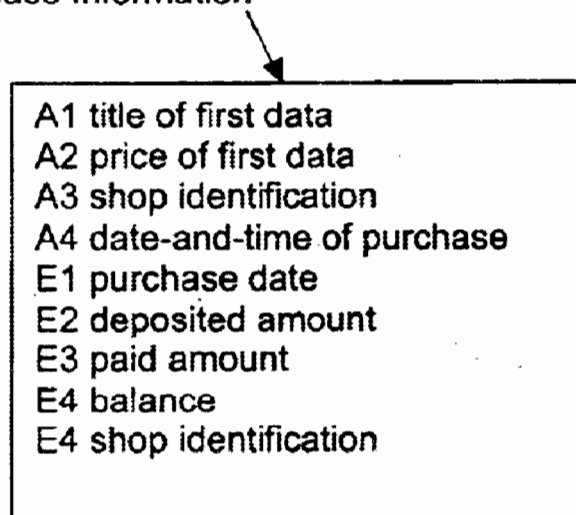 information
A1 title of first data
A2 price of first data
A3 shop identification
A4 date-and-time of purchase
E1 purchase date
E2 deposited amount
E3 paid amount
E4 balance
E4 shop identification